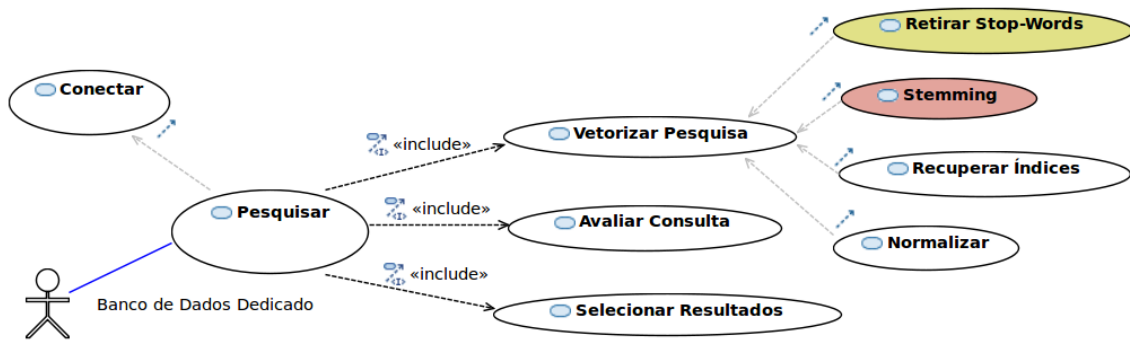 Retirar Stop-Words
Conectar
Stemming
«include»
Vetorizar Pesquisa
Recuperar Índices
Pesquisar
«include»
Avaliar Consulta
Normalizar
«include»
Banco de Dados Dedicado
Selecionar Resultados